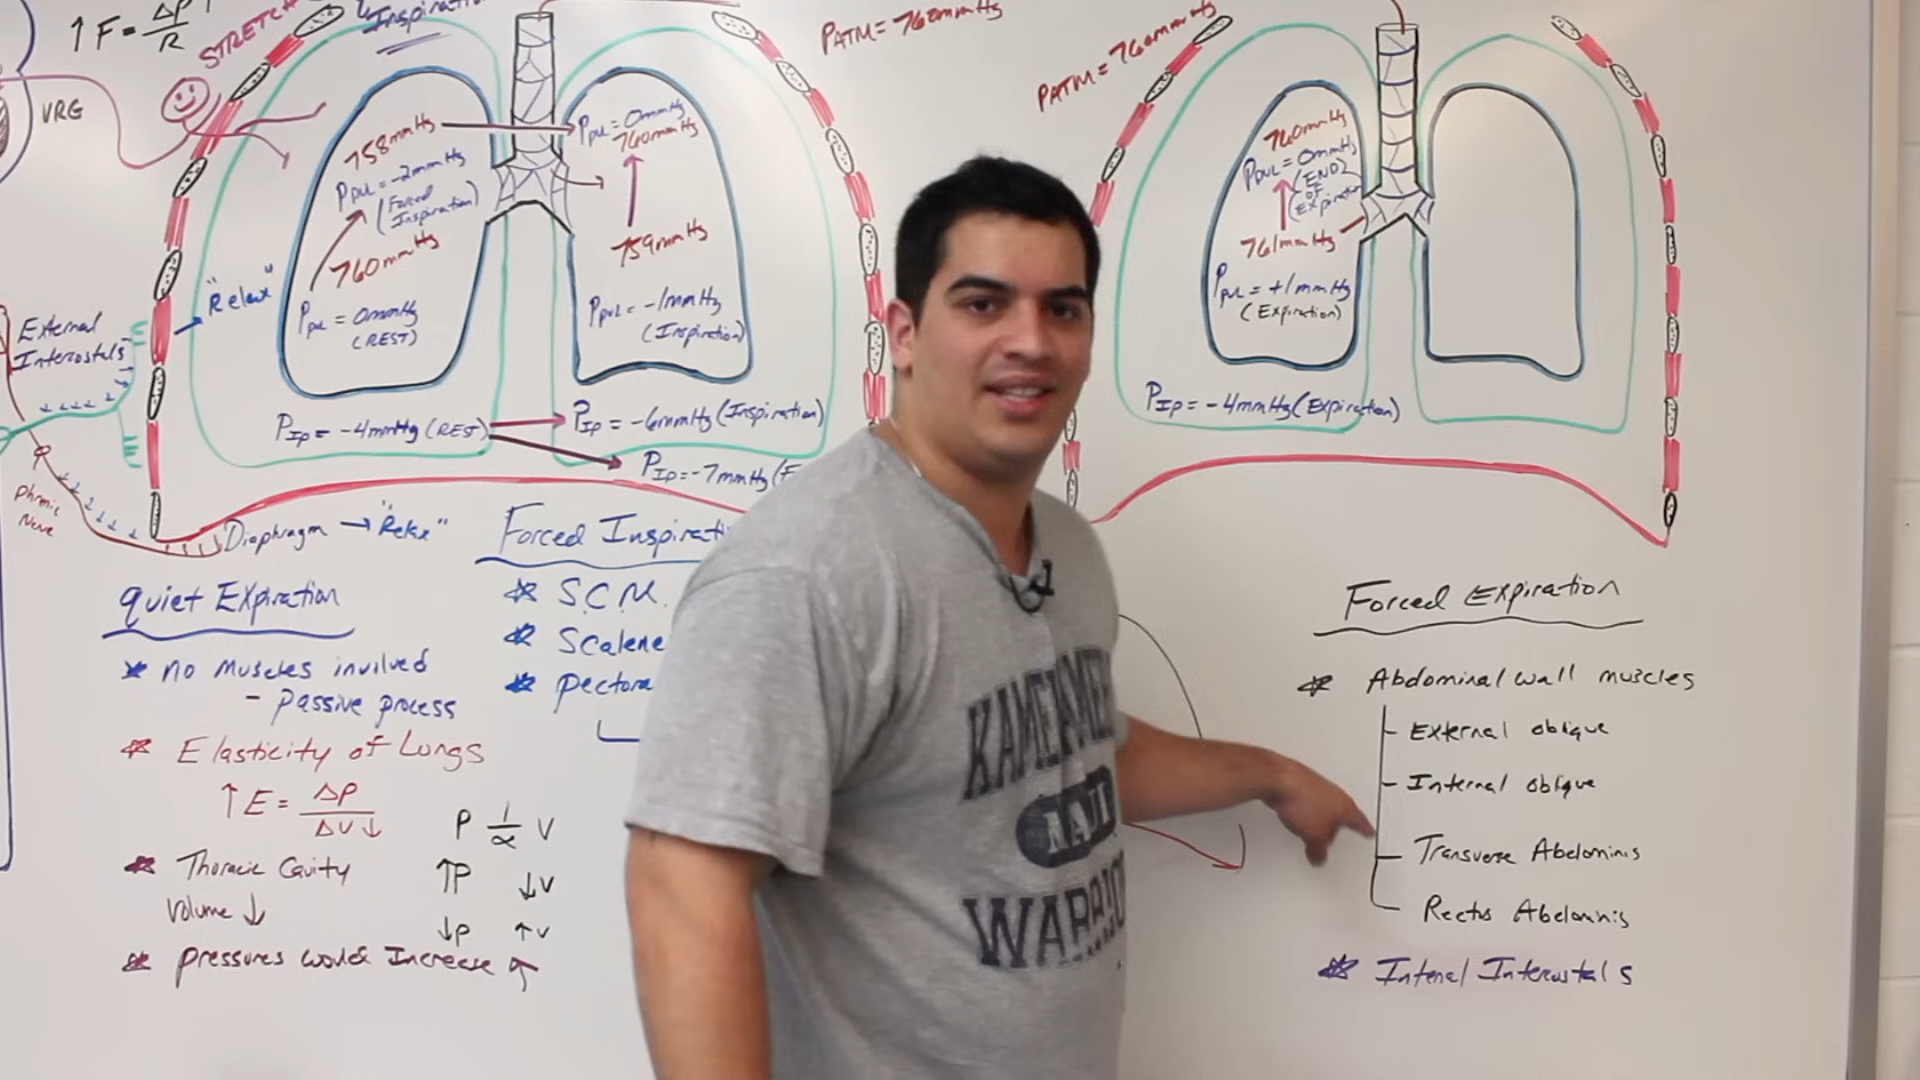 ↑F = ΔP/R
STRETCH
Inspiration
PATM = 760mmHg
PATM = 760mmHg
VRG
758mmHg
Ppul = -2mmHg
(Forced
Inspiration)
760mmHg
Ppul = 0mmHg
(REST)
Ppul = 0mmHg
760mmHg
759mmHg
Ppul = -1mmHg
(Inspiration)
760mmHg
Ppul = 0mmHg
(END
OF
Expiration
761mmHg
Ppul = +1mmHg
(Expiration)
"Relax"
External
Intercostals
PIp = -4mmHg (REST)
PIp = -6mmHg (Inspiration)
PIp = -7mmHg (F
PIp = -4mmHg (Expiration)
Phrenic
Nerve
Diaphragm → "Relax"
quiet Expiration
* no muscles involved
- passive process
* Elasticity of Lungs
↑E = ΔP/ΔV↓
P 1/α V
↑P ↓V
↓P ↑V
* Thoracic Cavity
Volume ↓
* pressures would Increase ↑
Forced Inspirati
* S.C.M.
* Scalene
* pectora
KAMEHAMEH
WARRIO
Forced Expiration
* Abdominal wall muscles
- External oblique
- Internal oblique
- Transverse Abdominis
- Rectus Abdominis
* Internal Intercostals